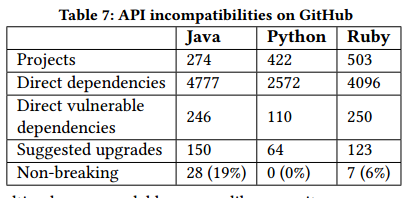 Table 7: API incompatibilities on GitHub
Java Python Ruby
Projects 274 422 503
Direct dependencies 4777 2572 4096
Direct vulnerable
dependencies 246 110 250
Suggested upgrades 150 64 123
Non-breaking 28 (19%) 0 (0%) 7 (6%)